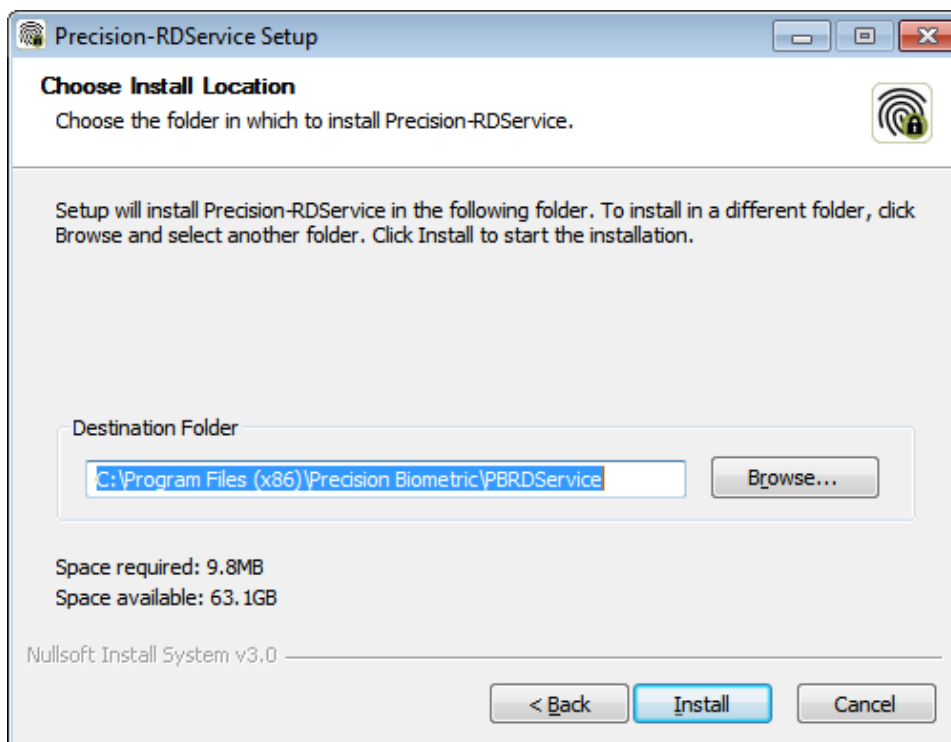 Precision-RDService Setup
Choose Install Location
Choose the folder in which to install Precision-RDService.
Setup will install Precision-RDService in the following folder. To install in a different folder, click
Browse and select another folder. Click Install to start the installation.
Destination Folder
C:\Program Files (x86)\Precision Biometric\PBRDService
Browse...
Space required: 9.8MB
Space available: 63.1GB
Nullsoft Install System v3.0
< Back
Install
Cancel